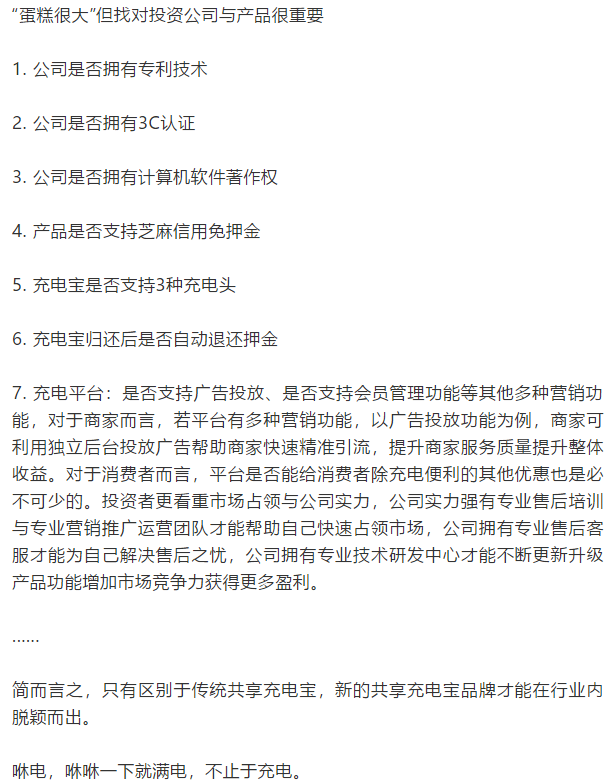 “蛋糕很大”但找对投资公司与产品很重要
1. 公司是否拥有专利技术
2. 公司是否拥有3C认证
3. 公司是否拥有计算机软件著作权
4. 产品是否支持芝麻信用免押金
5. 充电宝是否支持3种充电头
6. 充电宝归还后是否自动退还押金
7. 充电平台：是否支持广告投放、是否支持会员管理功能等其他多种营销功
能，对于商家而言，若平台有多种营销功能，以广告投放功能为例，商家可
利用独立后台投放广告帮助商家快速精准引流，提升商家服务质量提升整体
收益。对于消费者而言，平台是否能给消费者除充电便利的其他优惠也是必
不可少的。投资者更看重市场占领与公司实力，公司实力强有专业售后培训
与专业营销推广运营团队才能帮助自己快速占领市场，公司拥有专业售后客
服才能为自己解决售后之忧，公司拥有专业技术研发中心才能不断更新升级
产品功能增加市场竞争力获得更多盈利。
......
简而言之，只有区别于传统共享充电宝，新的共享充电宝品牌才能在行业内
脱颖而出。
咻电，咻咻一下就满电，不止于充电。